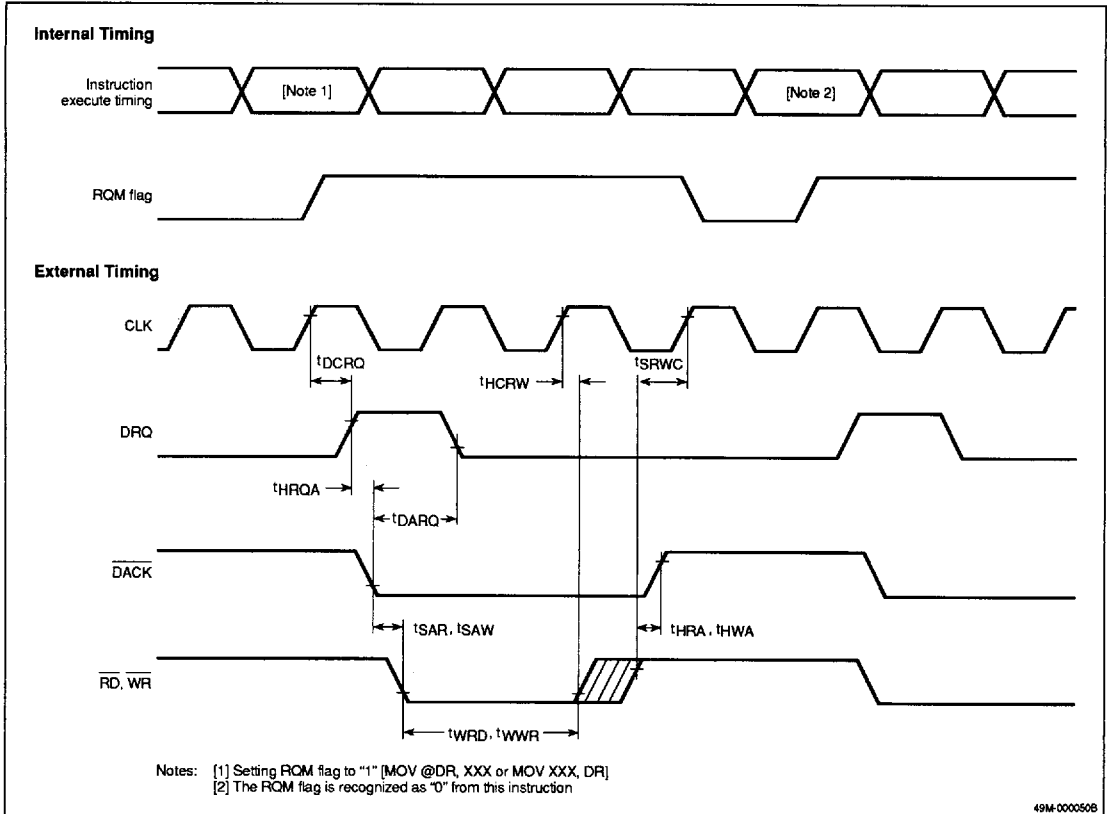 Internal Timing
Instruction
execute timing
[Note 1]
[Note 2]
RQM flag
External Timing
CLK
tDCRQ
tHCRW
tSRWC
DRQ
tHRQA
tDARQ
DACK
tSAR, tSAW
tHRA, tHWA
RD, WR
tWRD, tWWR
Notes: [1] Setting RQM flag to "1" [MOV @DR, XXX or MOV XXX, DR]
[2] The RQM flag is recognized as "0" from this instruction
49M-000050B